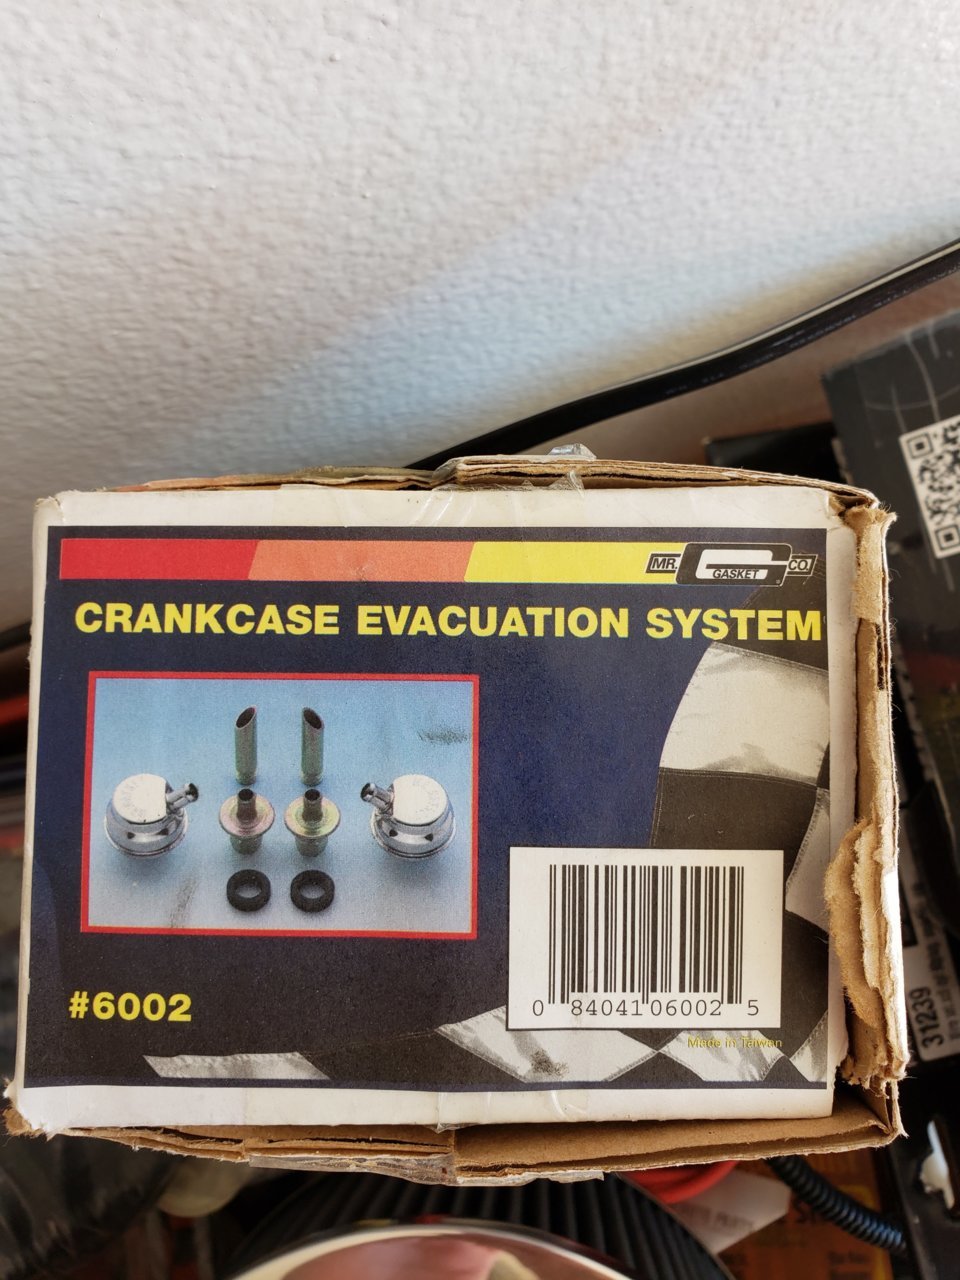 MR. GASKET CO.
CRANKCASE EVACUATION SYSTEM
#6002
0 84041 06002 5
Made in Taiwan
31239